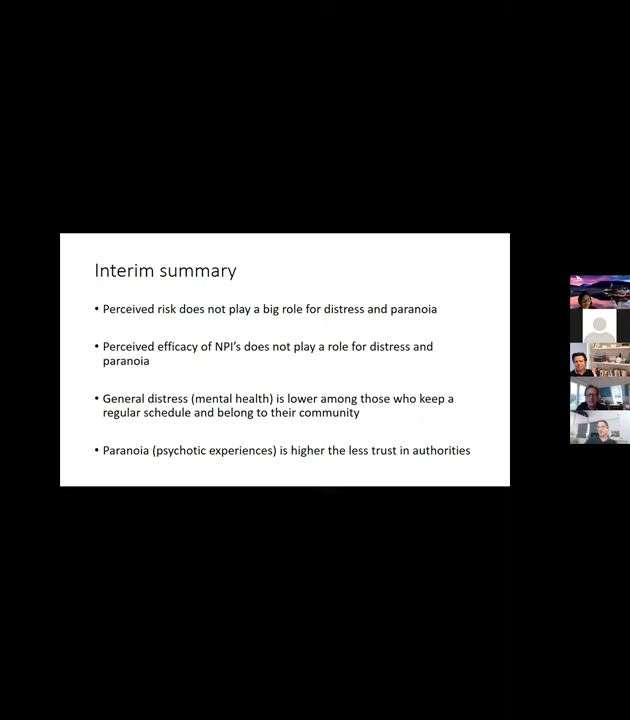 Interim summary
• Perceived risk does not play a big role for distress and paranoia
• Perceived efficacy of NPI's does not play a role for distress and
paranoia
• General distress (mental health) is lower among those who keep a
regular schedule and belong to their community
• Paranoia (psychotic experiences) is higher the less trust in authorities